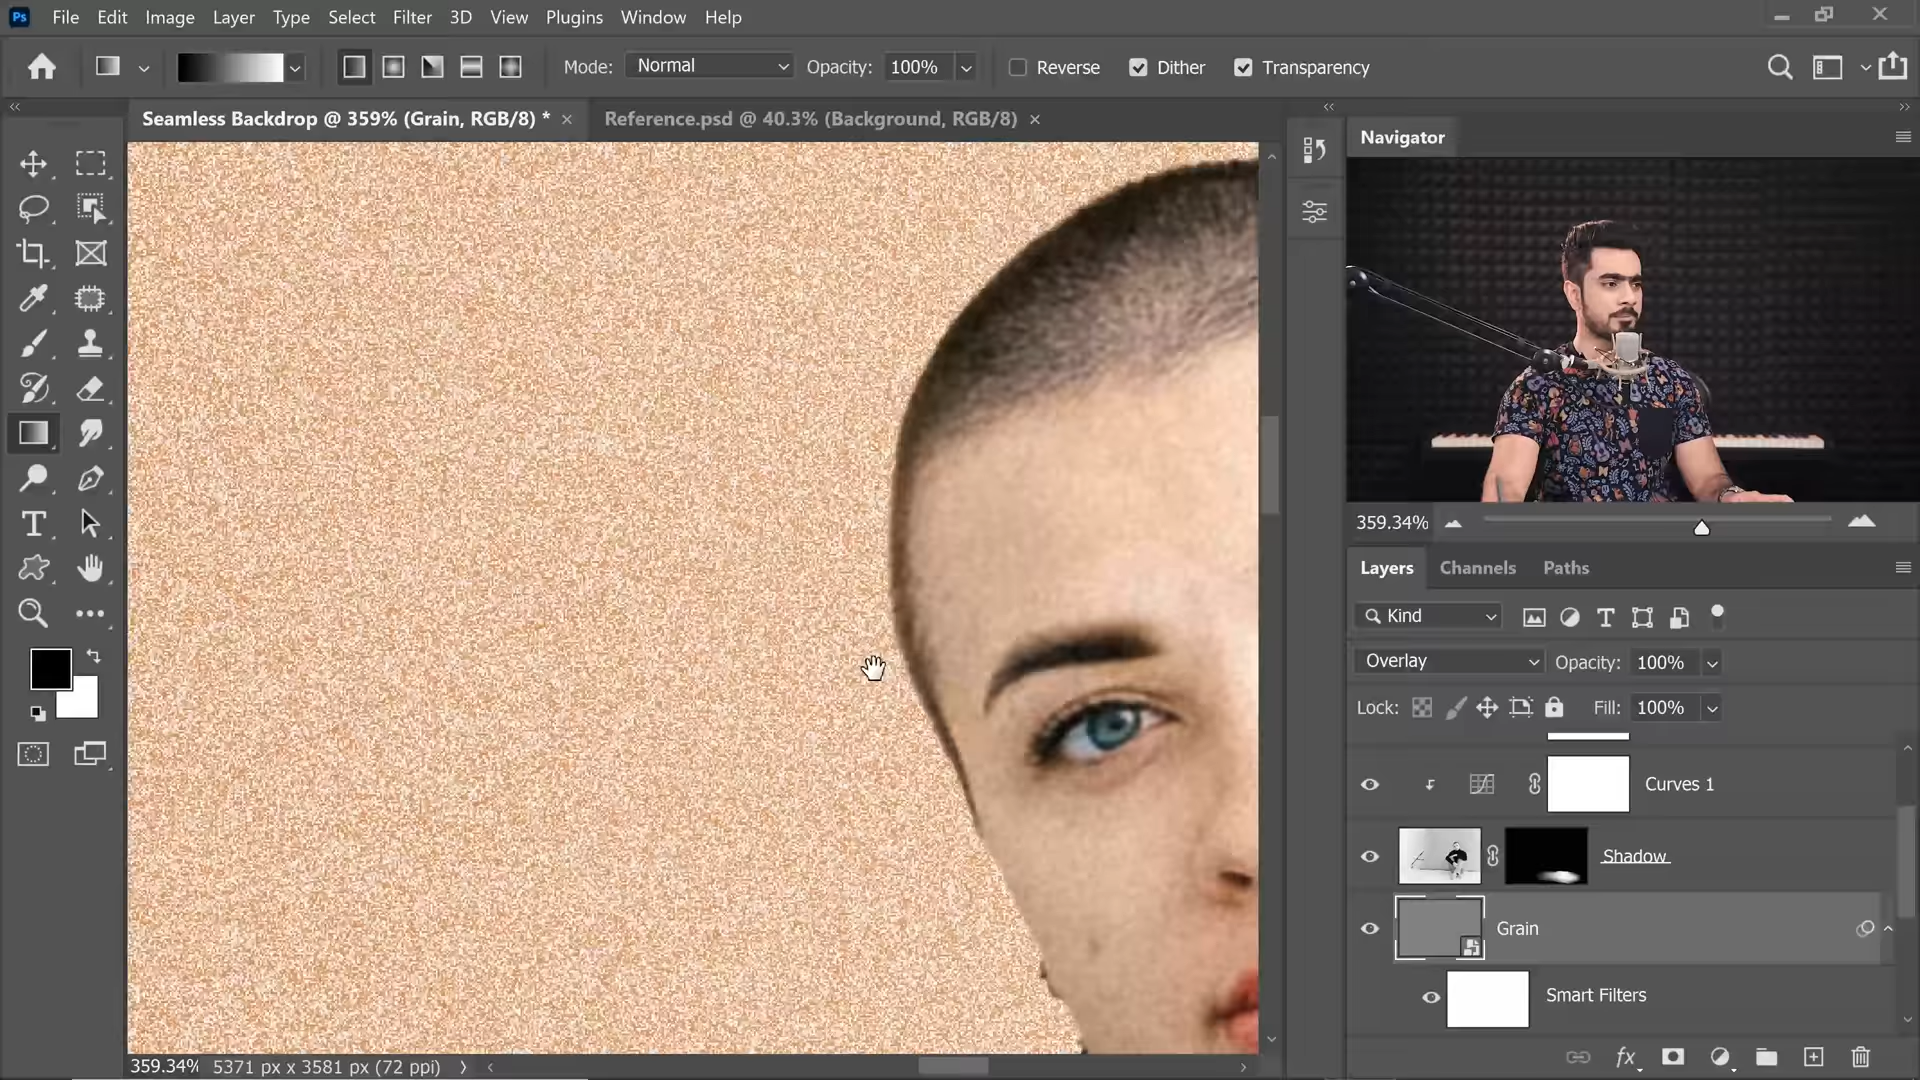 Ps File Edit Image Layer Type Select Filter 3D View Plugins Window Help
Mode: Normal Opacity: 100% Reverse Dither Transparency
Seamless Backdrop @ 359% (Grain, RGB/8) * × Reference.psd @ 40.3% (Background, RGB/8) ×
Navigator
359.34%
Layers Channels Paths
Kind
Overlay Opacity: 100%
Lock: Fill: 100%
Curves 1
Shadow
Grain
Smart Filters
fx
359.34% 5371 px x 3581 px (72 ppi)